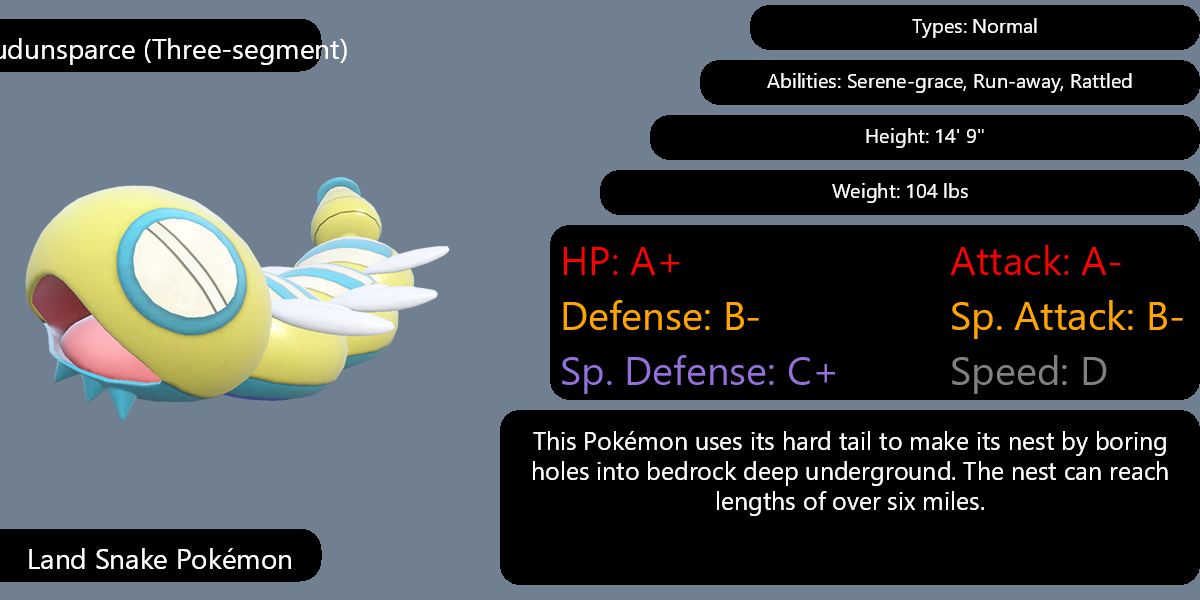 udunsparce (Three-segment)
Types: Normal
Abilities: Serene-grace, Run-away, Rattled
Height: 14' 9"
Weight: 104 lbs
HP: A+ Attack: A-
Defense: B- Sp. Attack: B-
Sp. Defense: C+ Speed: D
This Pokémon uses its hard tail to make its nest by boring
holes into bedrock deep underground. The nest can reach
lengths of over six miles.
Land Snake Pokémon